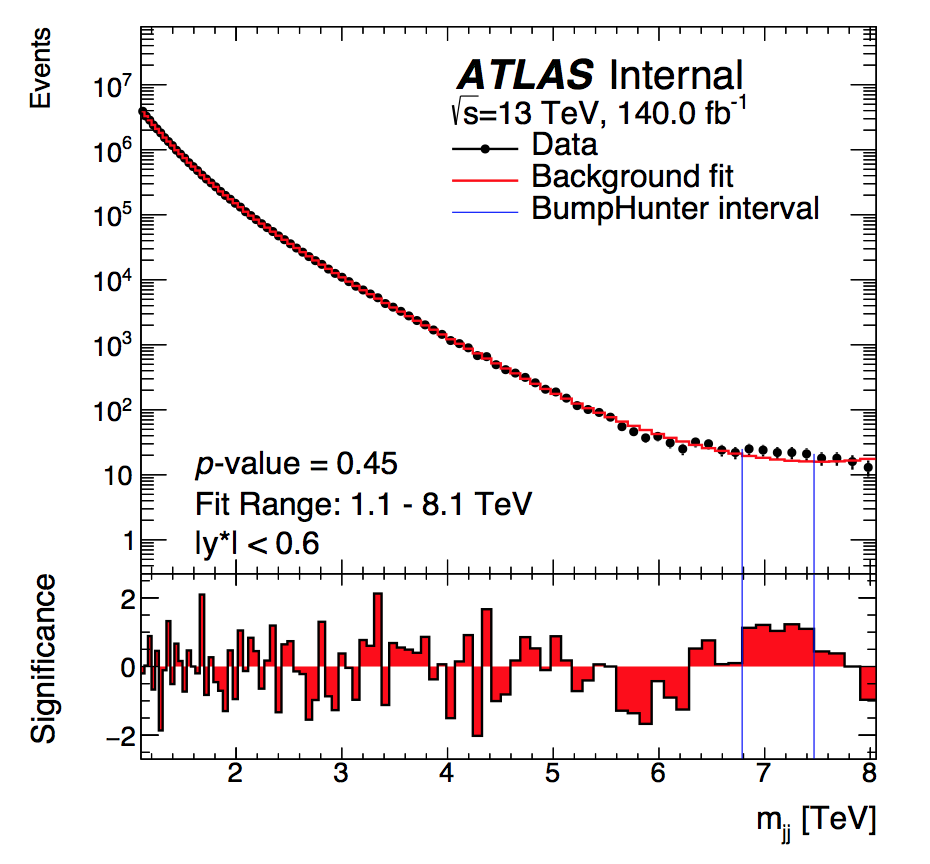 Events
10⁷
10⁶
10⁵
10⁴
10³
10²
10
1
ATLAS Internal
√s=13 TeV, 140.0 fb⁻¹
Data
Background fit
BumpHunter interval
p-value = 0.45
Fit Range: 1.1 - 8.1 TeV
|y*| < 0.6
Significance
2
0
−2
2 3 4 5 6 7 8
mjj [TeV]